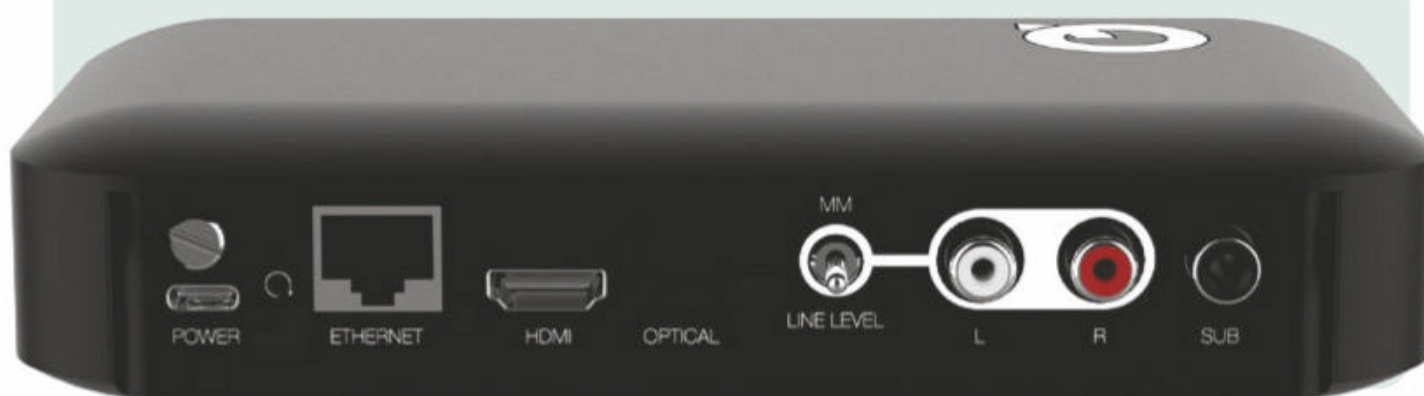 MM
LINE LEVEL
POWER
ETHERNET
HDMI
OPTICAL
L
R
SUB